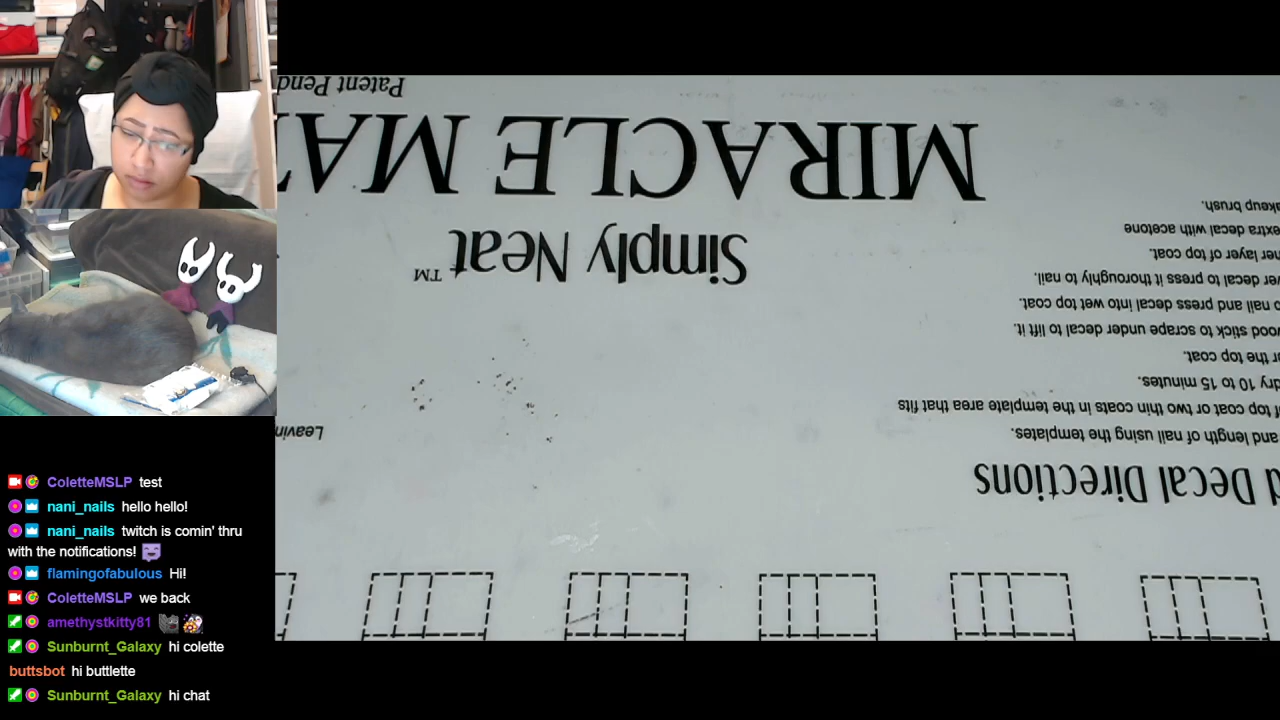 Patent Pend
MIRACLE MA
Simply Neat ™
akeup brush.
extra decal with acetone
her layer of top coat.
ver decal to press it thoroughly to nail.
o nail and press decal into wet top coat.
wood stick to scrape under decal to lift it.
or the top coat.
dry 10 to 15 minutes.
f top coat or two thin coats in the template area that fits
and length of nail using the templates.
Leavin
d Decal Directions
ColetteMSLP test
nani_nails hello hello!
nani_nails twitch is comin' thru
with the notifications!
flamingofabulous Hi!
ColetteMSLP we back
amethystkitty81
Sunburnt_Galaxy hi colette
buttsbot hi buttlette
Sunburnt_Galaxy hi chat